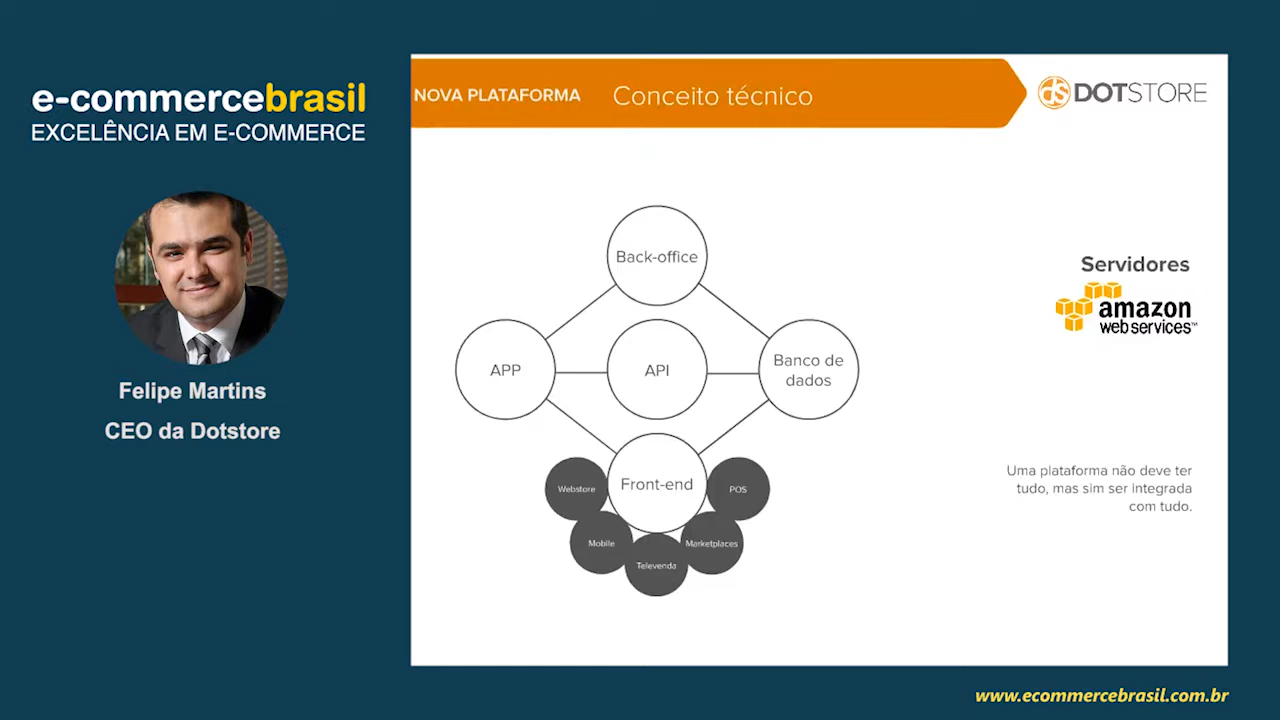 e-commercebrasil
EXCELÊNCIA EM E-COMMERCE
Felipe Martins
CEO da Dotstore
NOVA PLATAFORMA
Conceito técnico
ds DOTSTORE
Back-office
APP
API
Banco de
dados
Front-end
Webstore
POS
Mobile
Marketplaces
Televenda
Servidores
amazon
web services™
Uma plataforma não deve ter
tudo, mas sim ser integrada
com tudo.
www.ecommercebrasil.com.br